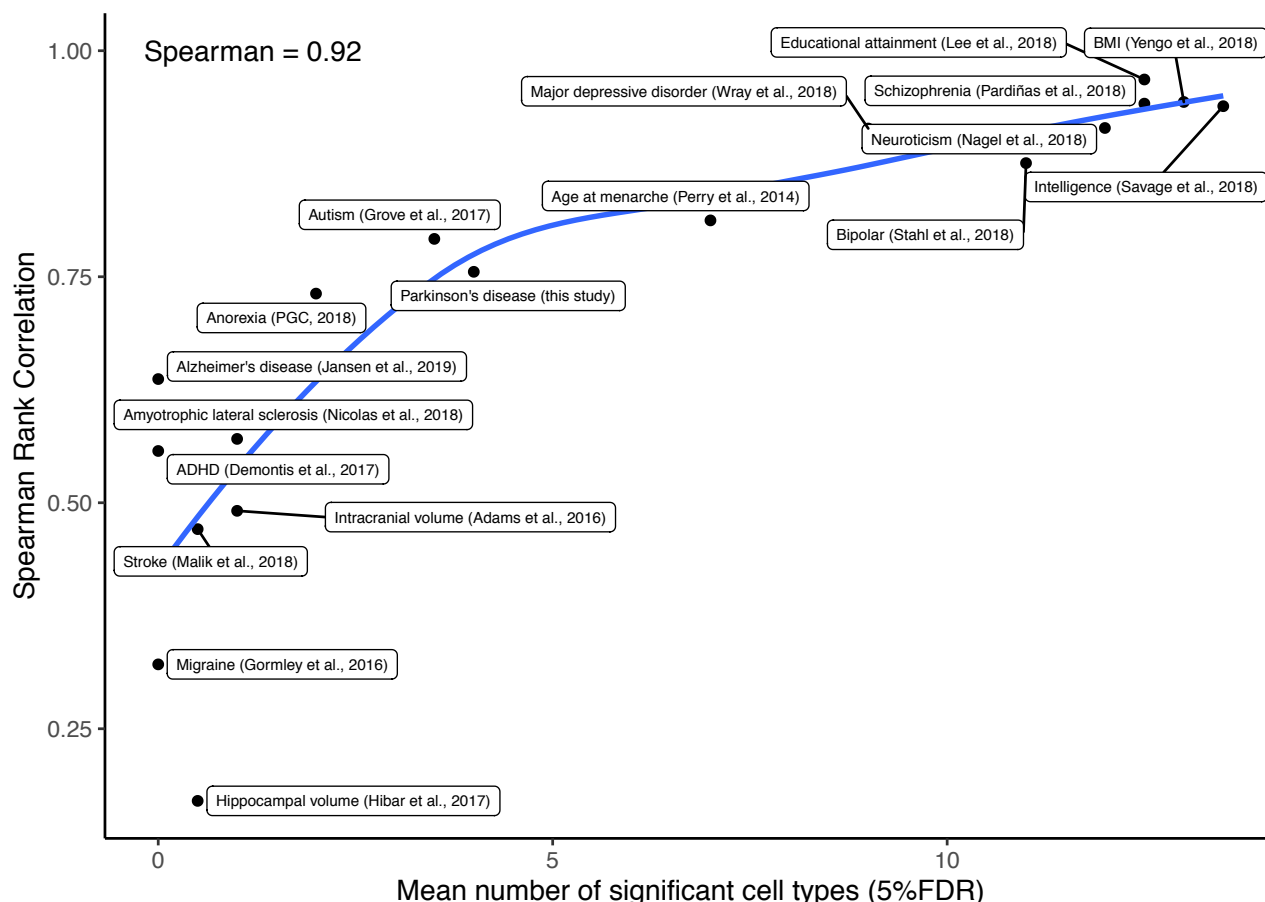 Spearman = 0.92
Educational attainment (Lee et al., 2018)
BMI (Yengo et al., 2018)
Major depressive disorder (Wray et al., 2018)
Schizophrenia (Pardiñas et al., 2018)
Neuroticism (Nagel et al., 2018)
Intelligence (Savage et al., 2018)
Age at menarche (Perry et al., 2014)
Autism (Grove et al., 2017)
Bipolar (Stahl et al., 2018)
Parkinson's disease (this study)
Anorexia (PGC, 2018)
Alzheimer's disease (Jansen et al., 2019)
Amyotrophic lateral sclerosis (Nicolas et al., 2018)
ADHD (Demontis et al., 2017)
Intracranial volume (Adams et al., 2016)
Stroke (Malik et al., 2018)
Migraine (Gormley et al., 2016)
Hippocampal volume (Hibar et al., 2017)
Spearman Rank Correlation
1.00
0.75
0.50
0.25
0
5
10
Mean number of significant cell types (5%FDR)